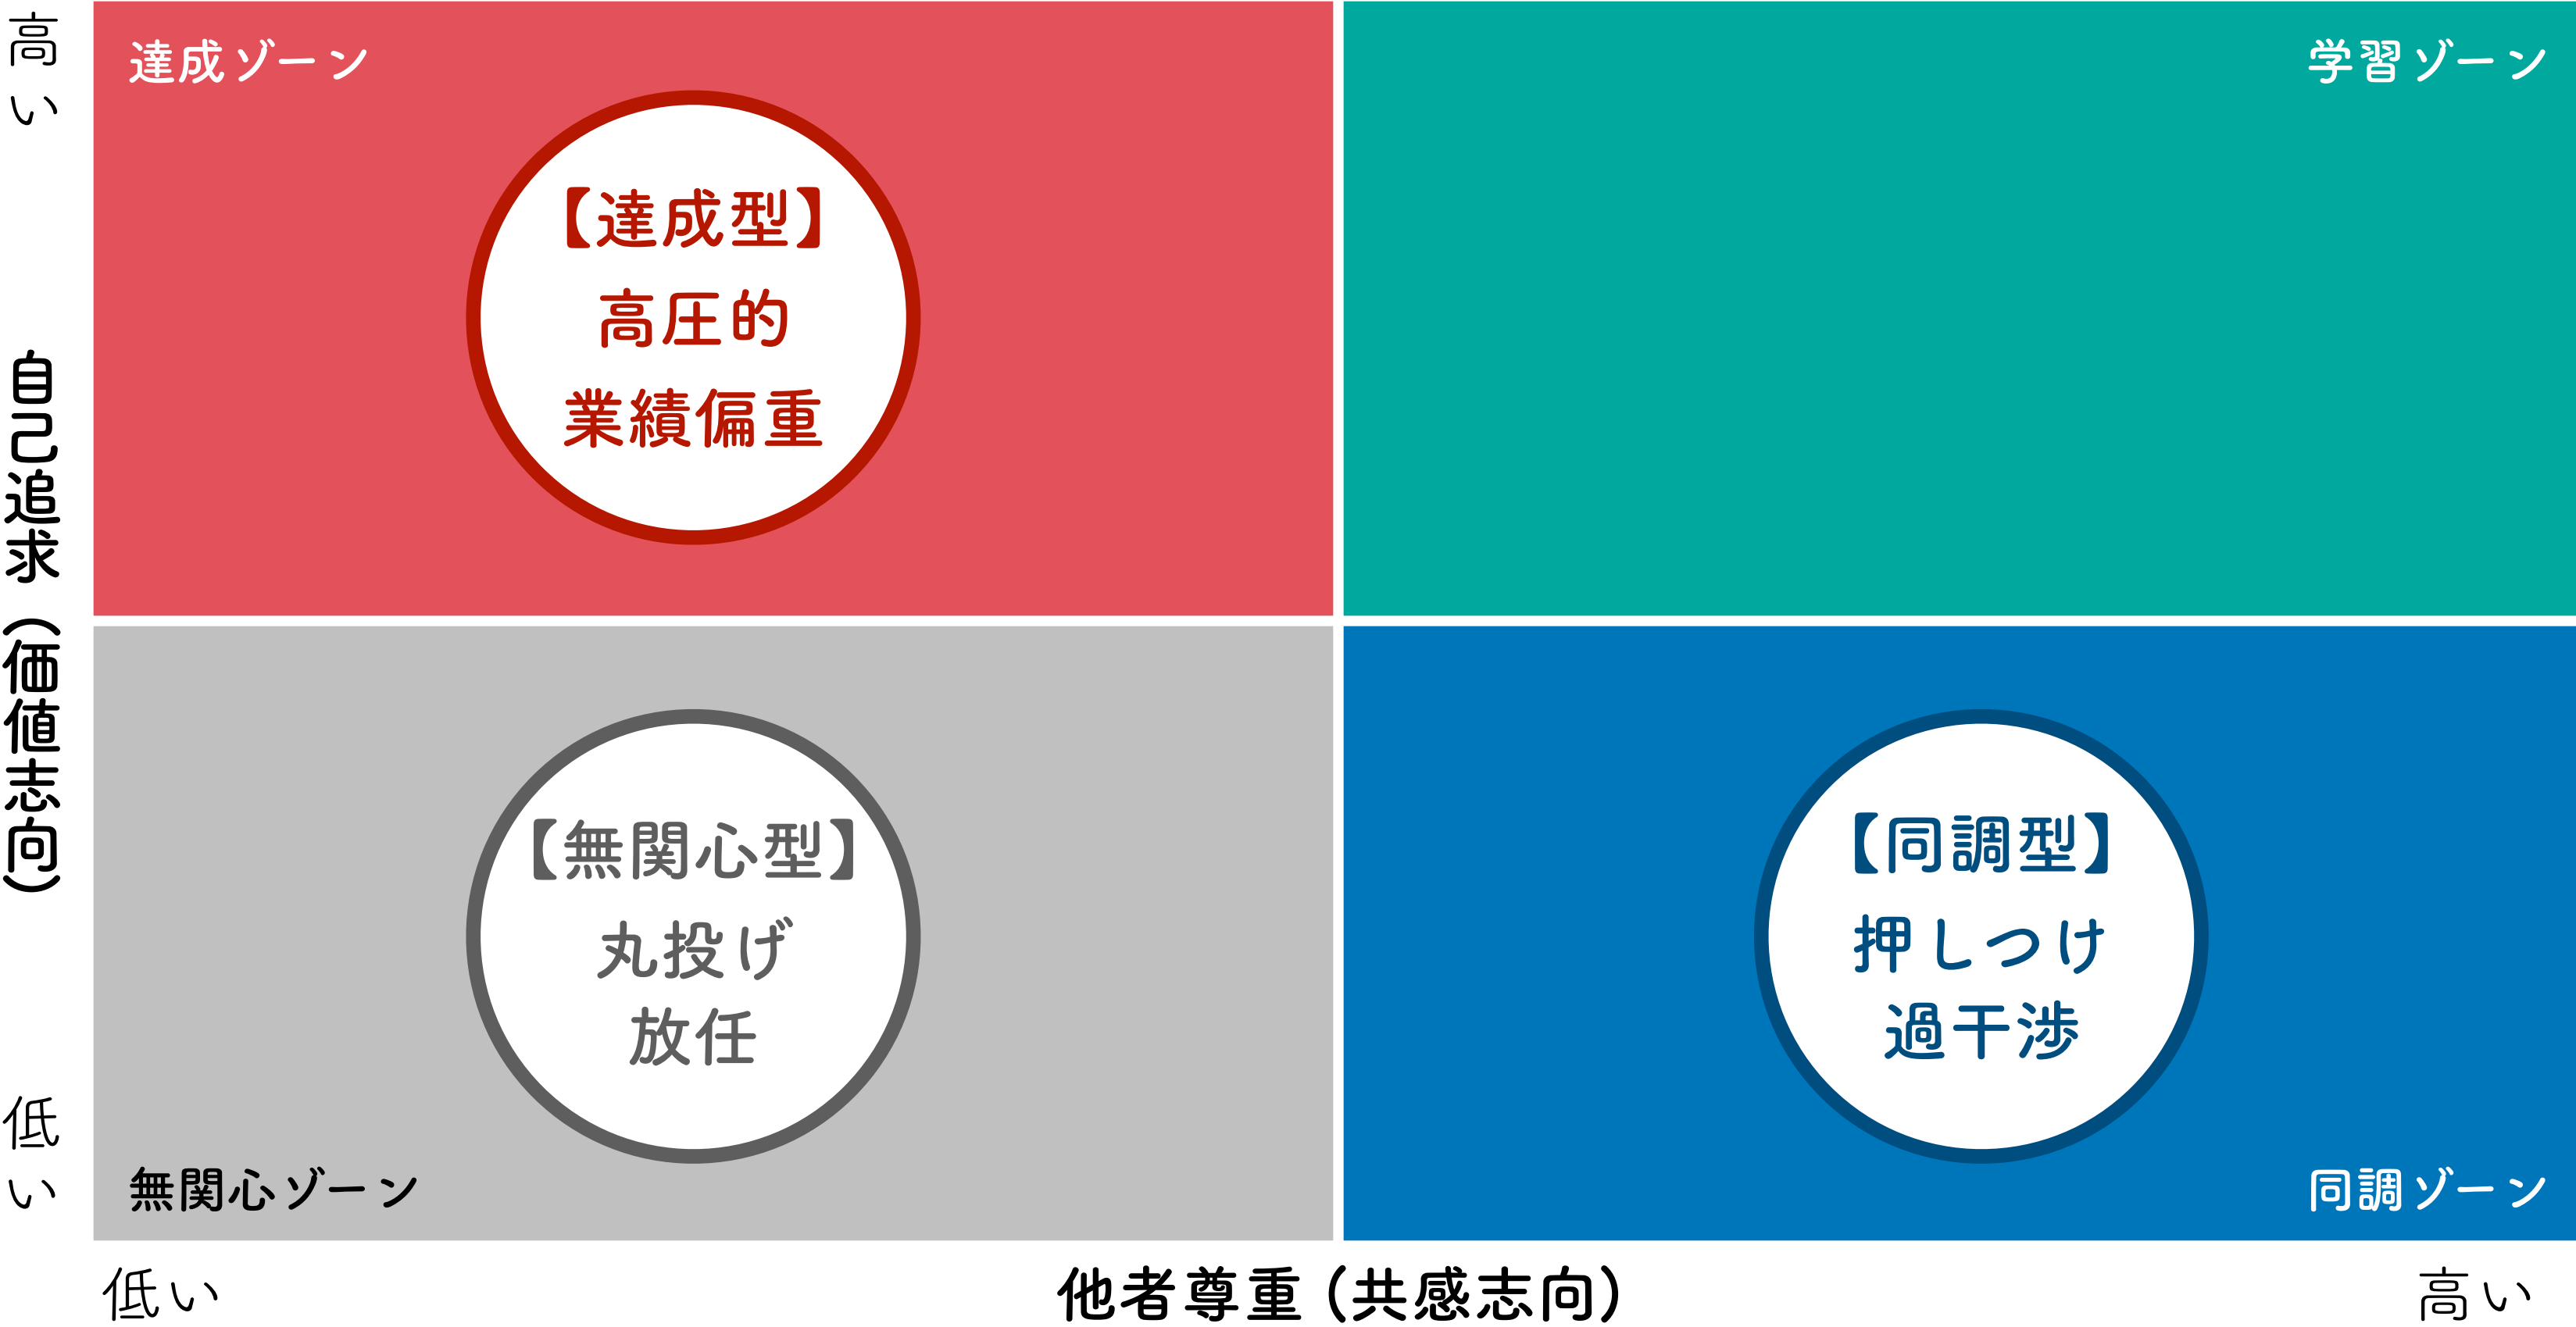 高い
達成ゾーン
学習ゾーン
【達成型】
高圧的
業績偏重
自己追求（価値志向）
【無関心型】
丸投げ
放任
【同調型】
押しつけ
過干渉
低い
無関心ゾーン
同調ゾーン
低い
他者尊重（共感志向）
高い